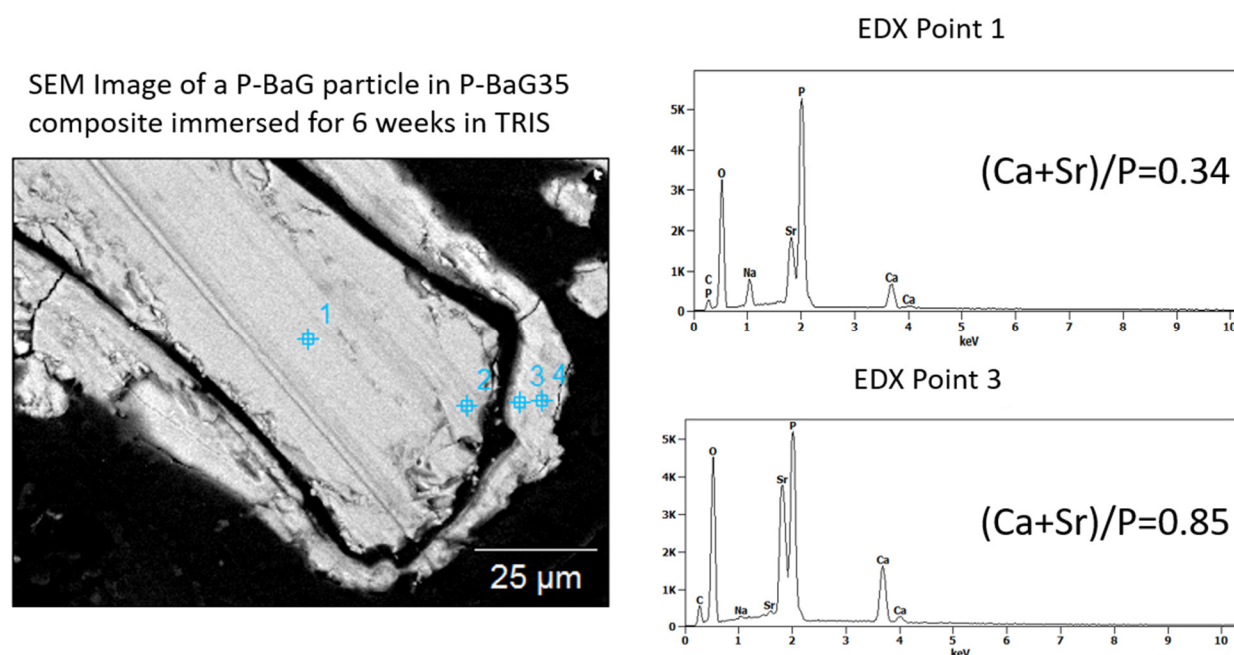 SEM Image of a P-BaG particle in P-BaG35
composite immersed for 6 weeks in TRIS
1
2
3 4
25 µm
EDX Point 1
5K
4K
3K
2K
1K
0
P
O
Sr
Na
C
P
Ca
Ca
(Ca+Sr)/P=0.34
0 1 2 3 4 5 6 7 8 9 10
keV
EDX Point 3
5K
4K
3K
2K
1K
0
P
O
Sr
C
Na
Sr
Ca
Ca
(Ca+Sr)/P=0.85
0 1 2 3 4 5 6 7 8 9 10
keV